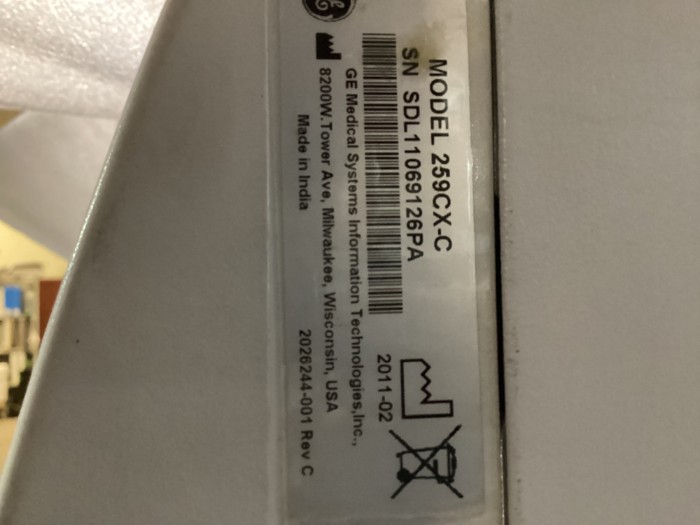 MODEL 259CX-C
SN SDL11069126PA
2011-02
GE Medical Systems Information Technologies,Inc.,
8200W.Tower Ave, Milwaukee, Wisconsin, USA
Made in India
2026244-001 Rev C